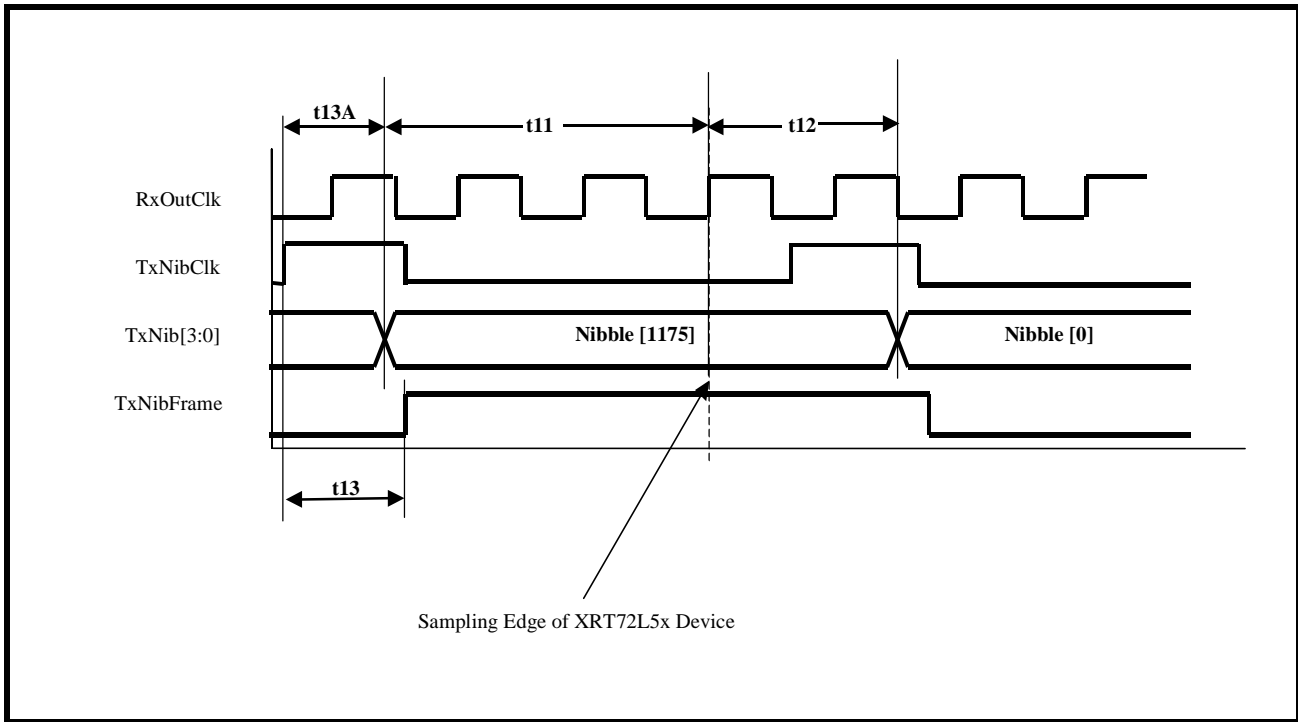 t13A
t11
t12
RxOutClk
TxNibClk
TxNib[3:0]
Nibble [1175]
Nibble [0]
TxNibFrame
t13
Sampling Edge of XRT72L5x Device